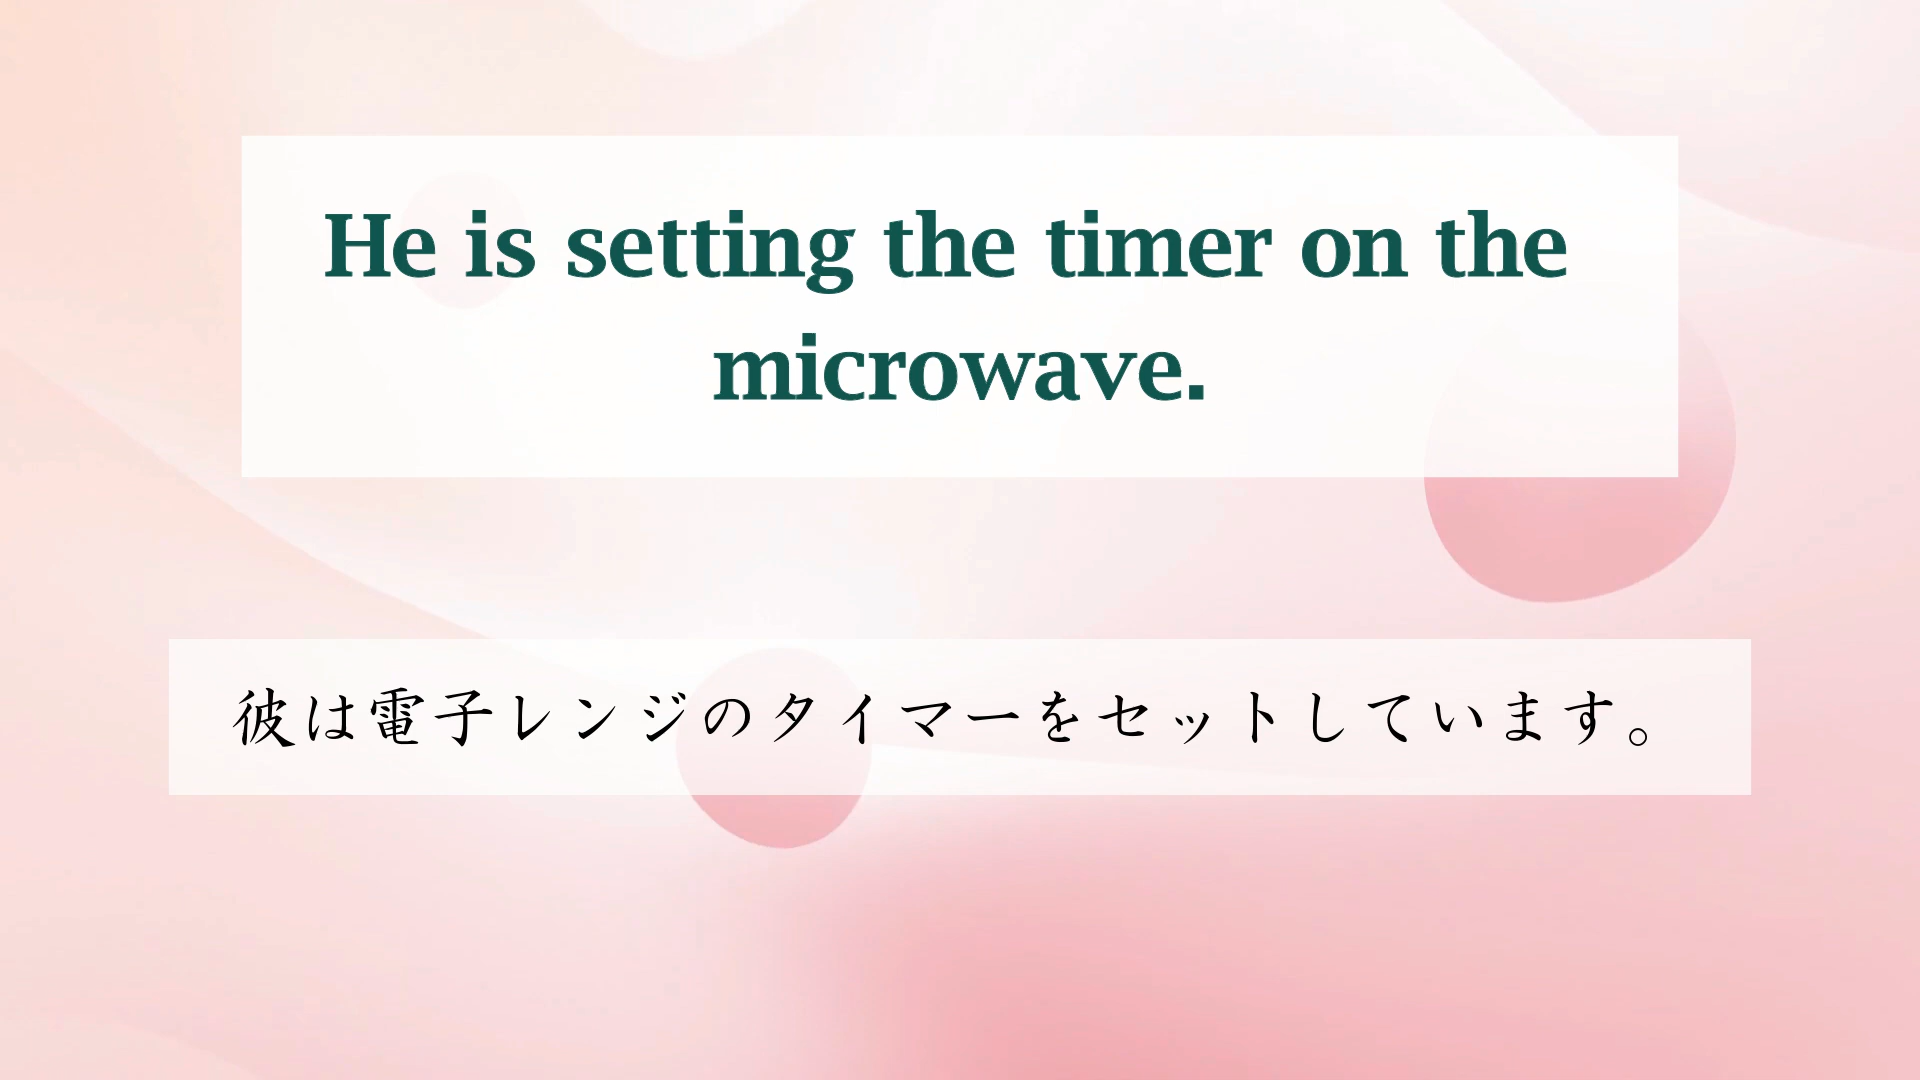 He is setting the timer on the
microwave.
彼は電子レンジのタイマーをセットしています。